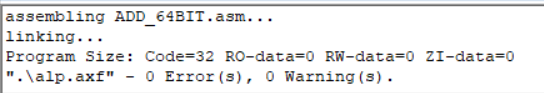 assembling ADD_64BIT.asm...
linking...
Program Size: Code=32 RO-data=0 RW-data=0 ZI-data=0
".\alp.axf" - 0 Error(s), 0 Warning(s).